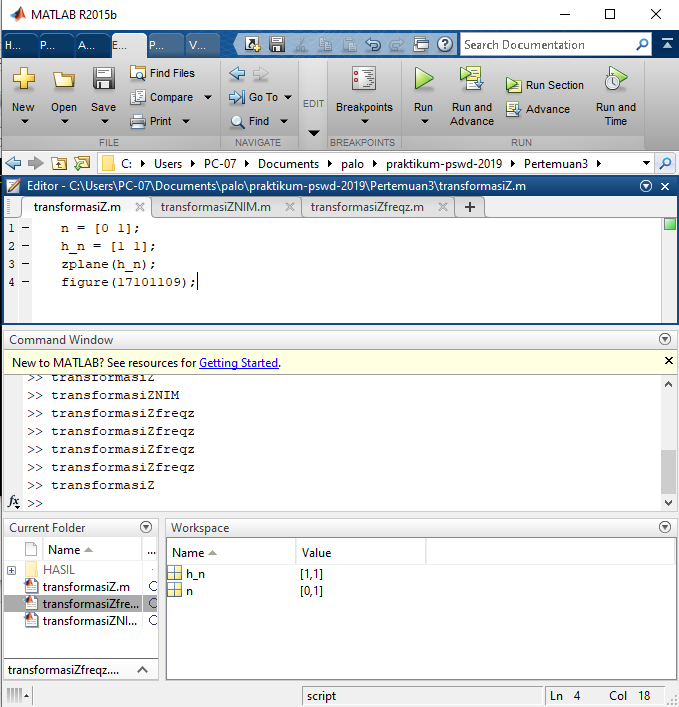 MATLAB R2015b
H... P... A... E... P... V...
Search Documentation
New
Open
Save
Find Files
Compare
Print
Go To
Find
EDIT
Breakpoints
Run
Run and Advance
Run Section
Advance
Run and Time
FILE NAVIGATE BREAKPOINTS RUN
C: Users PC-07 Documents palo praktikum-pswd-2019 Pertemuan3
Editor - C:\Users\PC-07\Documents\palo\praktikum-pswd-2019\Pertemuan3\transformasiZ.m
transformasiZ.m transformasiZNIM.m transformasiZfreqz.m
1 n = [0 1];
2 h_n = [1 1];
3 zplane(h_n);
4 figure(17101109);
Command Window
New to MATLAB? See resources for Getting Started.
>> transformasiZ
>> transformasiZNIM
>> transformasiZfreqz
>> transformasiZfreqz
>> transformasiZfreqz
>> transformasiZfreqz
>> transformasiZ
fx >>
Current Folder
Name ...
HASIL
transformasiZ.m
transformasiZfre...
transformasiZNI...
transformasiZfreqz....
Workspace
Name Value
h_n [1,1]
n [0,1]
script Ln 4 Col 18